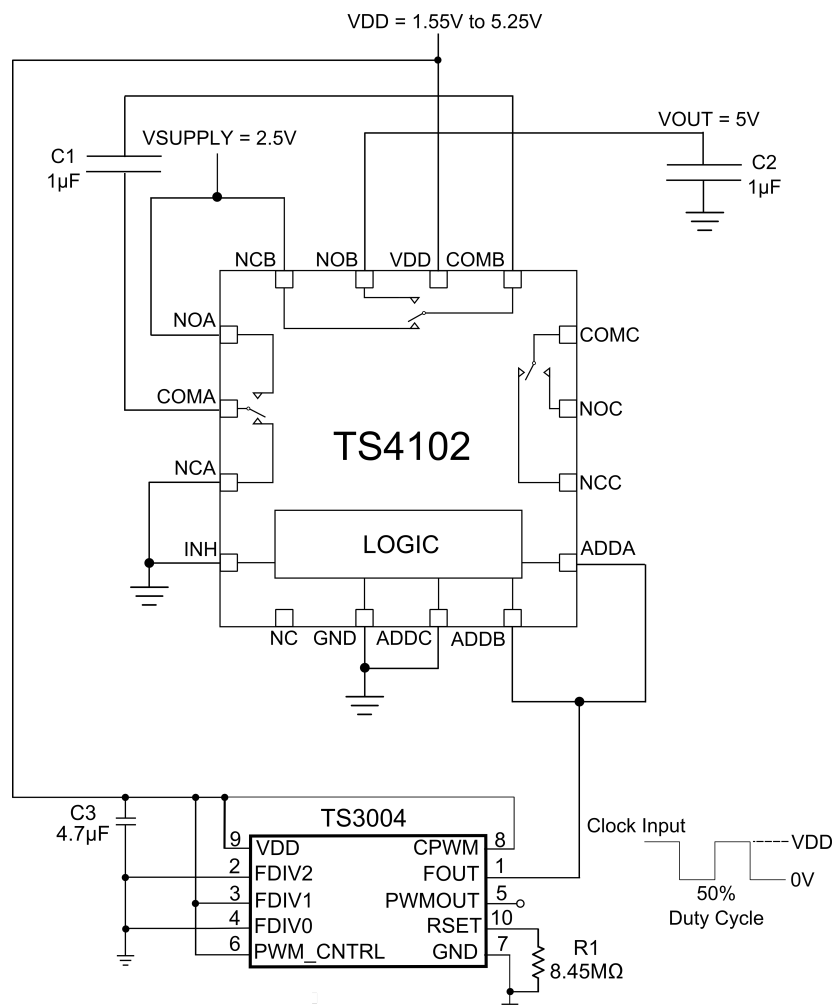 VDD = 1.55V to 5.25V
VSUPPLY = 2.5V
VOUT = 5V
C1
1µF
C2
1µF
NCB
NOB
VDD
COMB
NOA
COMC
COMA
NOC
TS4102
NCA
NCC
INH
LOGIC
ADDA
NC
GND
ADDC
ADDB
C3
4.7µF
TS3004
Clock Input
VDD
0V
50%
Duty Cycle
9
VDD
CPWM
8
2
FDIV2
FOUT
1
3
FDIV1
PWMOUT
5
4
FDIV0
RSET
10
6
PWM_CNTRL
GND
7
R1
8.45MΩ